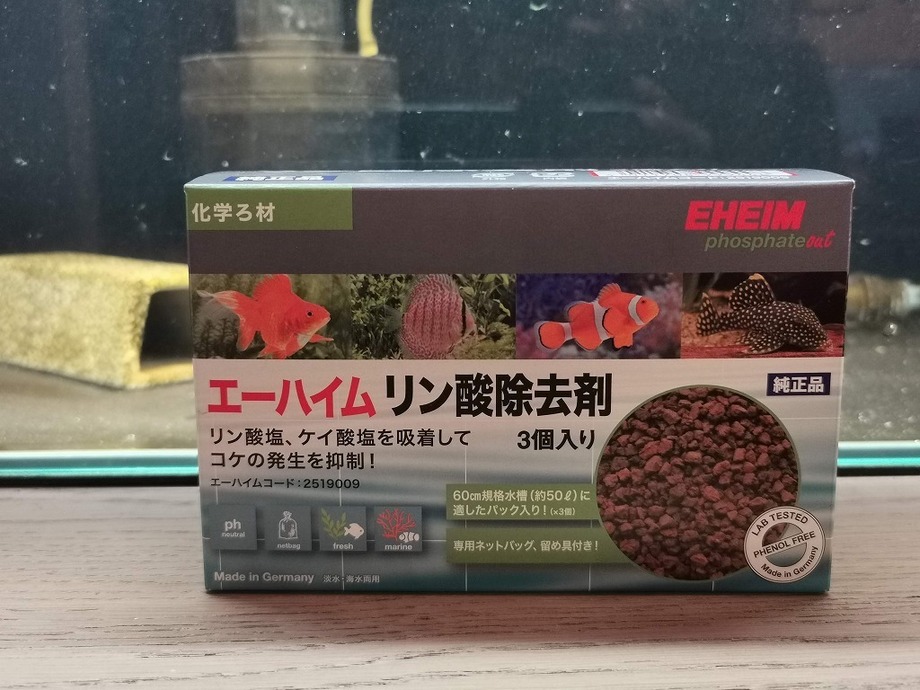 純正品
化学ろ材
EHEIM
phosphate out
エーハイム リン酸除去剤
純正品
リン酸塩、ケイ酸塩を吸着して
コケの発生を抑制！
3個入り
エーハイムコード：2519009
60㎝規格水槽(約50ℓ)に
適したパック入り！(×3個)
専用ネットバッグ、留め具付き！
ph
neutral
netbag
fresh
marine
LAB TESTED
PHENOL FREE
Made in Germany
Made in Germany 淡水・海水両用